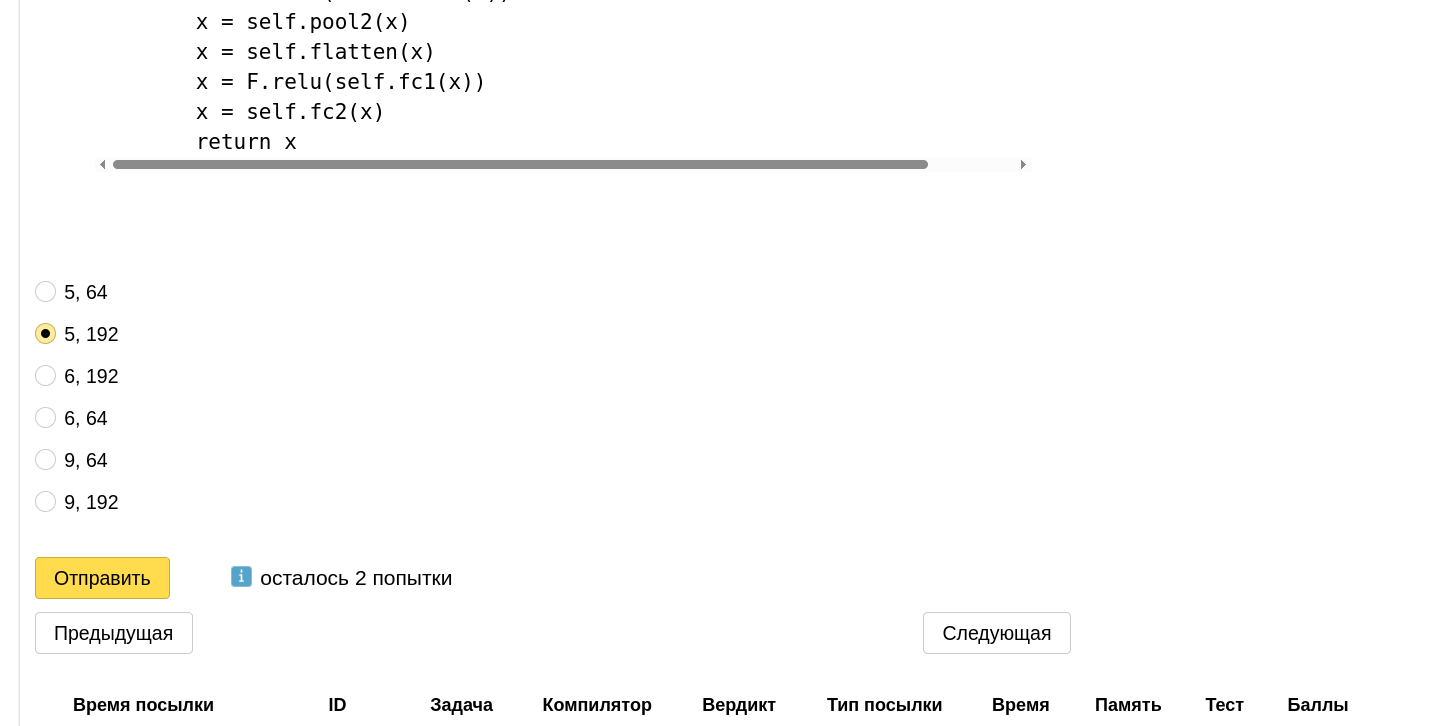 x = self.pool2(x)
x = self.flatten(x)
x = F.relu(self.fc1(x))
x = self.fc2(x)
return x
5, 64
5, 192
6, 192
6, 64
9, 64
9, 192
Отправить
осталось 2 попытки
Предыдущая
Следующая
Время посылки ID Задача Компилятор Вердикт Тип посылки Время Память Тест Баллы